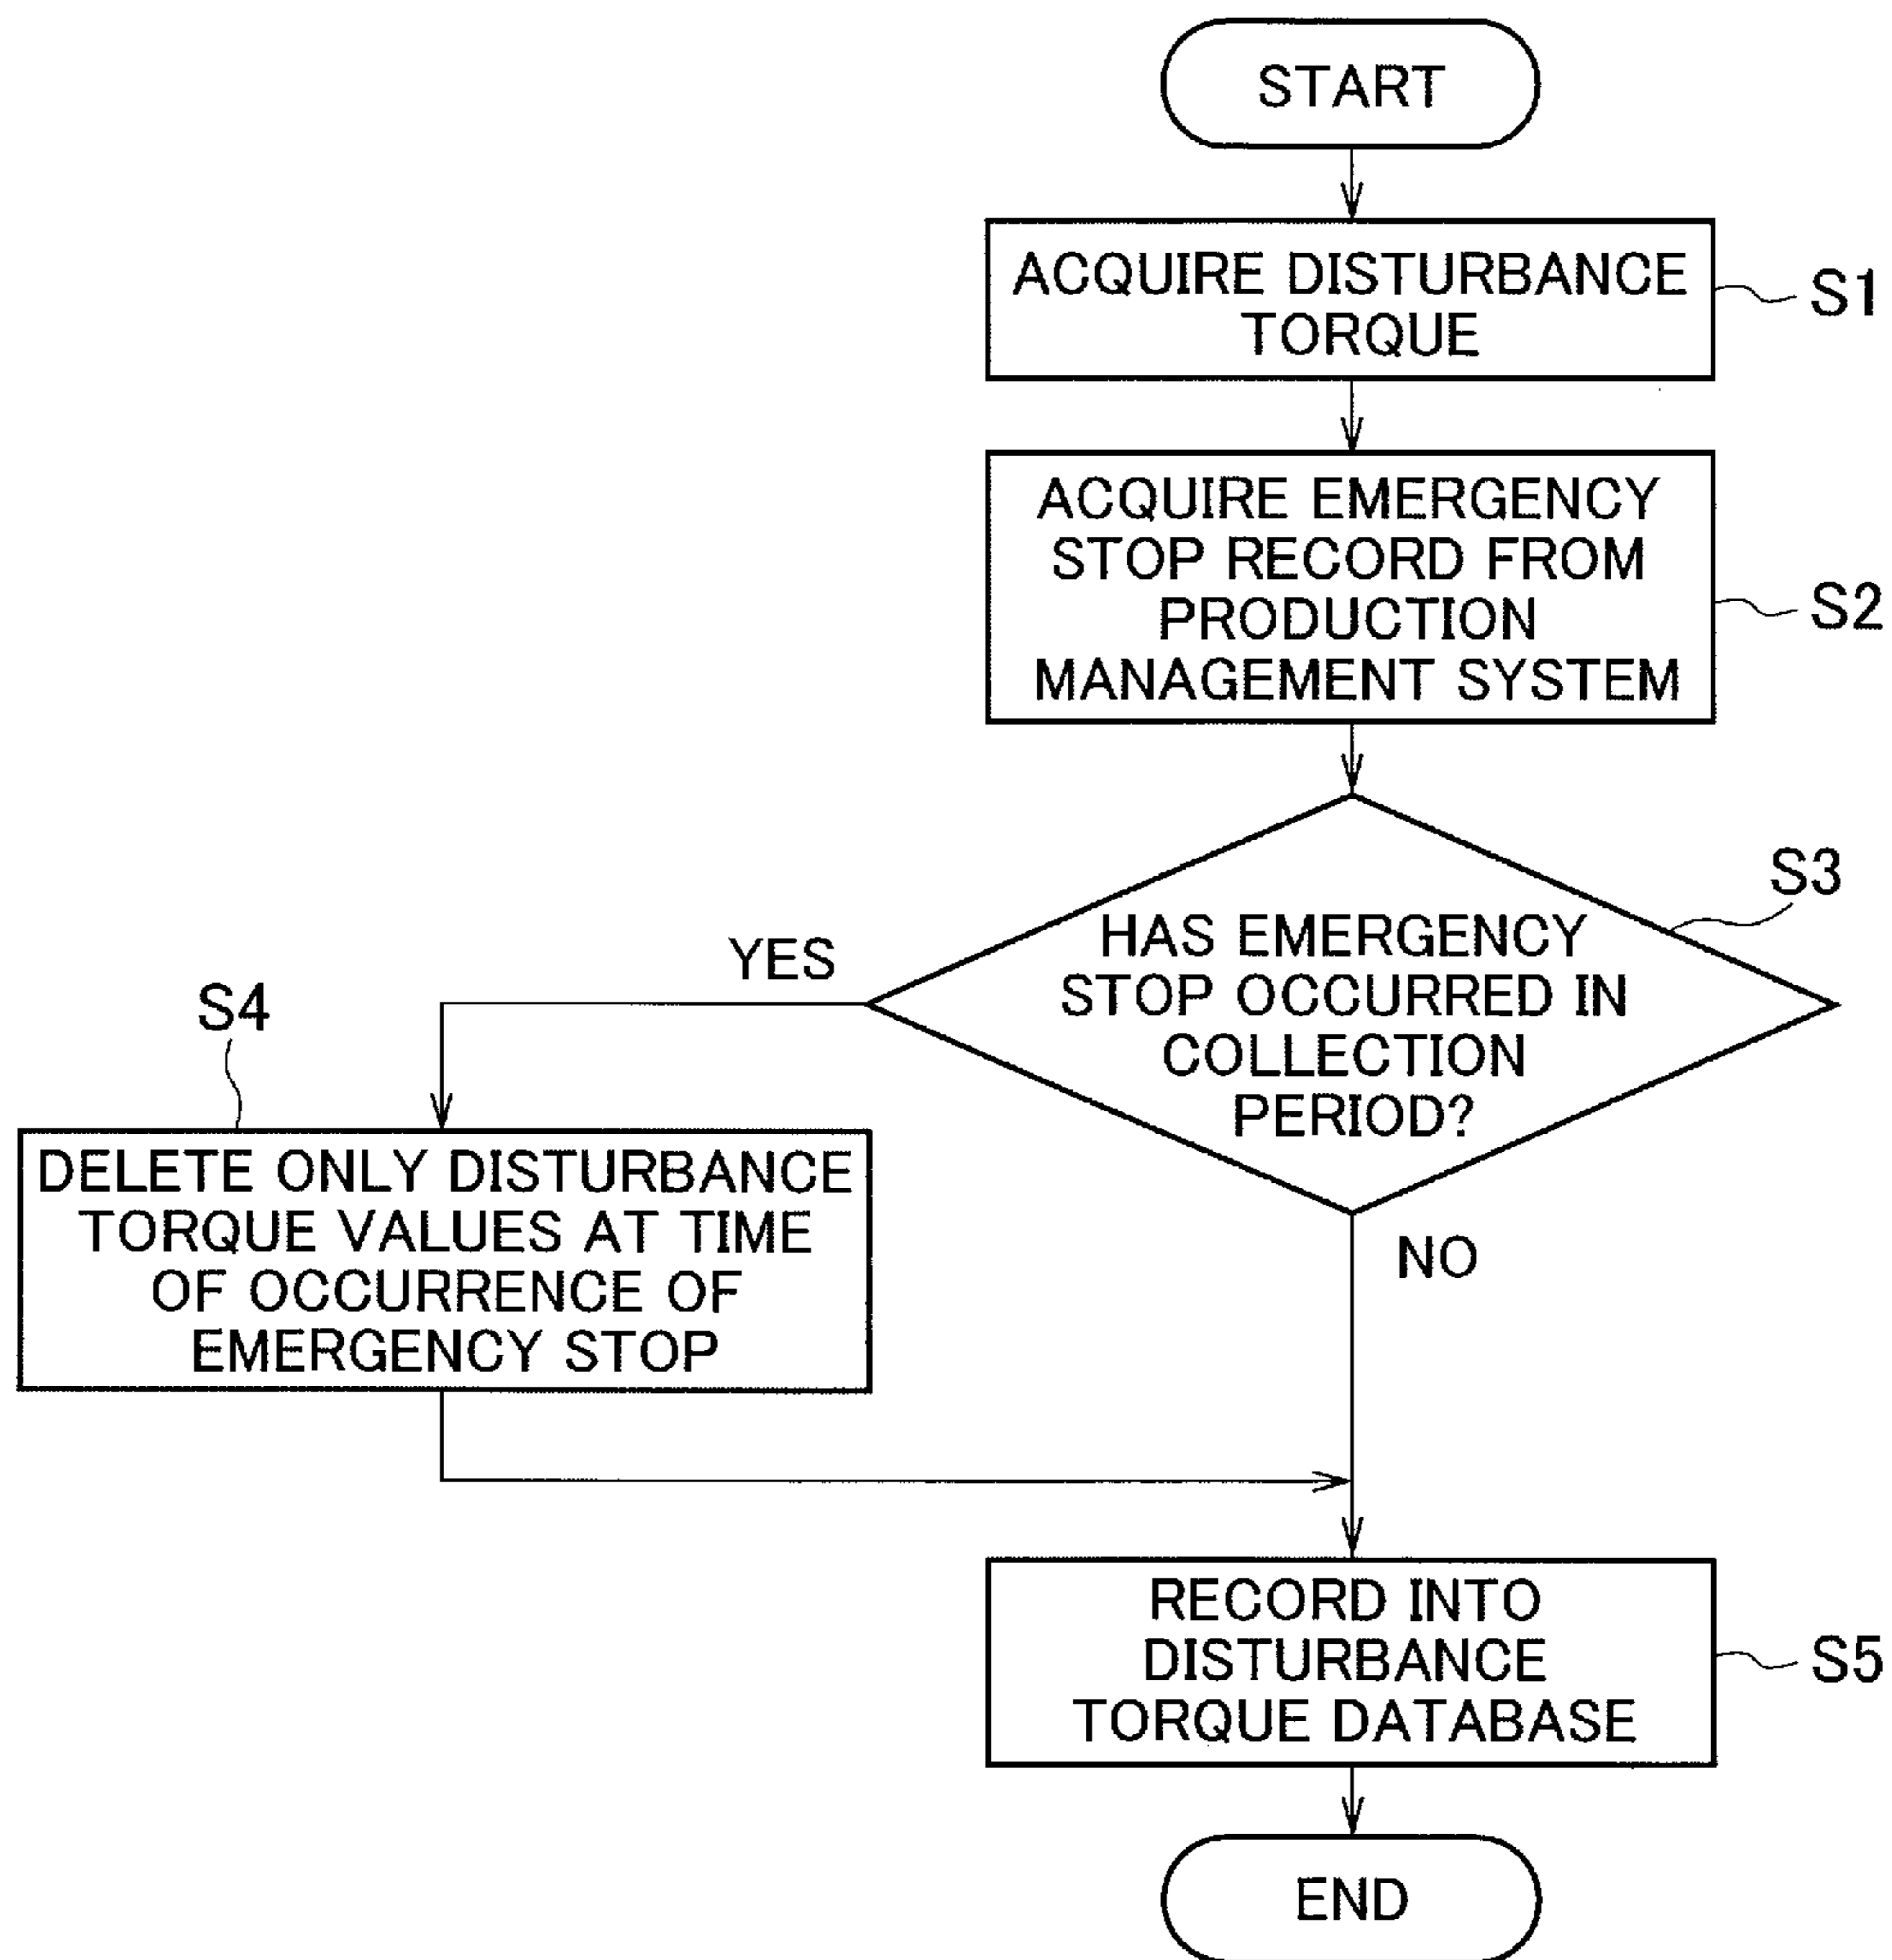 START
ACQUIRE DISTURBANCE
TORQUE
S1
ACQUIRE EMERGENCY
STOP RECORD FROM
PRODUCTION
MANAGEMENT SYSTEM
S2
HAS EMERGENCY
STOP OCCURRED IN
COLLECTION
PERIOD?
S3
YES
NO
S4
DELETE ONLY DISTURBANCE
TORQUE VALUES AT TIME
OF OCCURRENCE OF
EMERGENCY STOP
RECORD INTO
DISTURBANCE
TORQUE DATABASE
S5
END